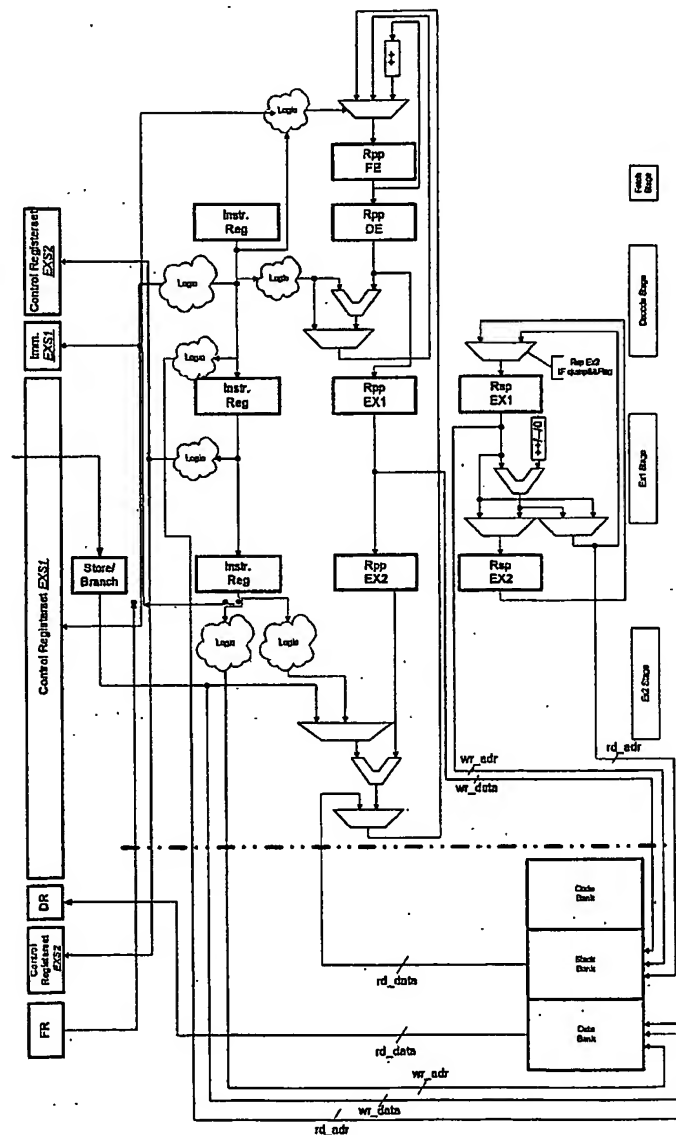 ++
Logic
Rpp
FE
Fetch
Stage
Control Registerset
EXS2
Instr.
Reg
Rpp
DE
Logic
Logic
Decode Stage
Imm.
EXS1
Logic
Instr.
Reg
Rpp
EX1
Rsp Ex2
Rsp
EX1
++/--/0
Ex1 Stage
Logic
Control Registerset EXS1
Store/
Branch
Instr.
Reg
Rpp
EX2
Rsp
EX2
Logic
Logic
Ex2 Stage
rd_adr
wr_adr
wr_data
DR
Code
Bank
Control
Registerset
EXS2
Stack
Bank
rd_data
FR
Data
Bank
rd_data
wr_adr
wr_data
rd_adr